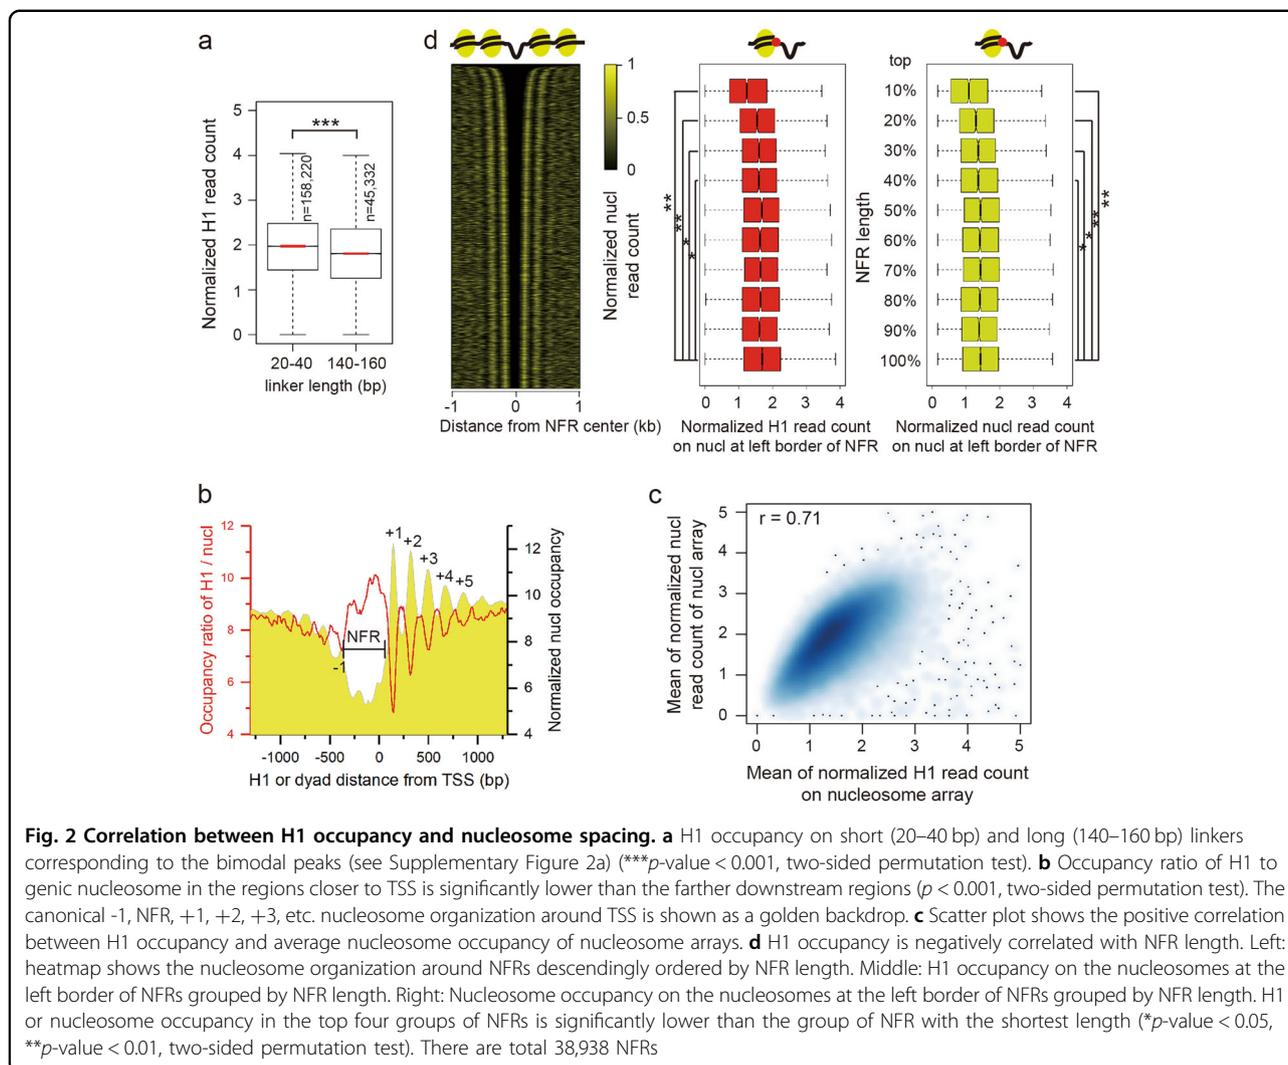 a
Normalized H1 read count
5
4
3
2
1
0
***
n=158,220
n=45,332
20-40 140-160
linker length (bp)
d
1
0.5
0
Normalized nucl
read count
-1 0 1
Distance from NFR center (kb)
**
**
*
*
0 1 2 3 4
Normalized H1 read count
on nucl at left border of NFR
NFR length
top
10%
20%
30%
40%
50%
60%
70%
80%
90%
100%
**
**
*
*
0 1 2 3 4
Normalized nucl read count
on nucl at left border of NFR
b
Occupancy ratio of H1 / nucl
12
10
8
6
4
+1
+2
+3
+4
+5
NFR
-1
12
10
8
6
4
Normalized nucl occupancy
-1000 -500 0 500 1000
H1 or dyad distance from TSS (bp)
c
Mean of normalized nucl
read count of nucl array
5
4
3
2
1
0
r = 0.71
0 1 2 3 4 5
Mean of normalized H1 read count
on nucleosome array
Fig. 2 Correlation between H1 occupancy and nucleosome spacing. a H1 occupancy on short (20–40 bp) and long (140–160 bp) linkers
corresponding to the bimodal peaks (see Supplementary Figure 2a) (***p-value < 0.001, two-sided permutation test). b Occupancy ratio of H1 to
genic nucleosome in the regions closer to TSS is significantly lower than the farther downstream regions (p < 0.001, two-sided permutation test). The
canonical -1, NFR, +1, +2, +3, etc. nucleosome organization around TSS is shown as a golden backdrop. c Scatter plot shows the positive correlation
between H1 occupancy and average nucleosome occupancy of nucleosome arrays. d H1 occupancy is negatively correlated with NFR length. Left:
heatmap shows the nucleosome organization around NFRs descendingly ordered by NFR length. Middle: H1 occupancy on the nucleosomes at the
left border of NFRs grouped by NFR length. Right: Nucleosome occupancy on the nucleosomes at the left border of NFRs grouped by NFR length. H1
or nucleosome occupancy in the top four groups of NFRs is significantly lower than the group of NFR with the shortest length (*p-value < 0.05,
**p-value < 0.01, two-sided permutation test). There are total 38,938 NFRs